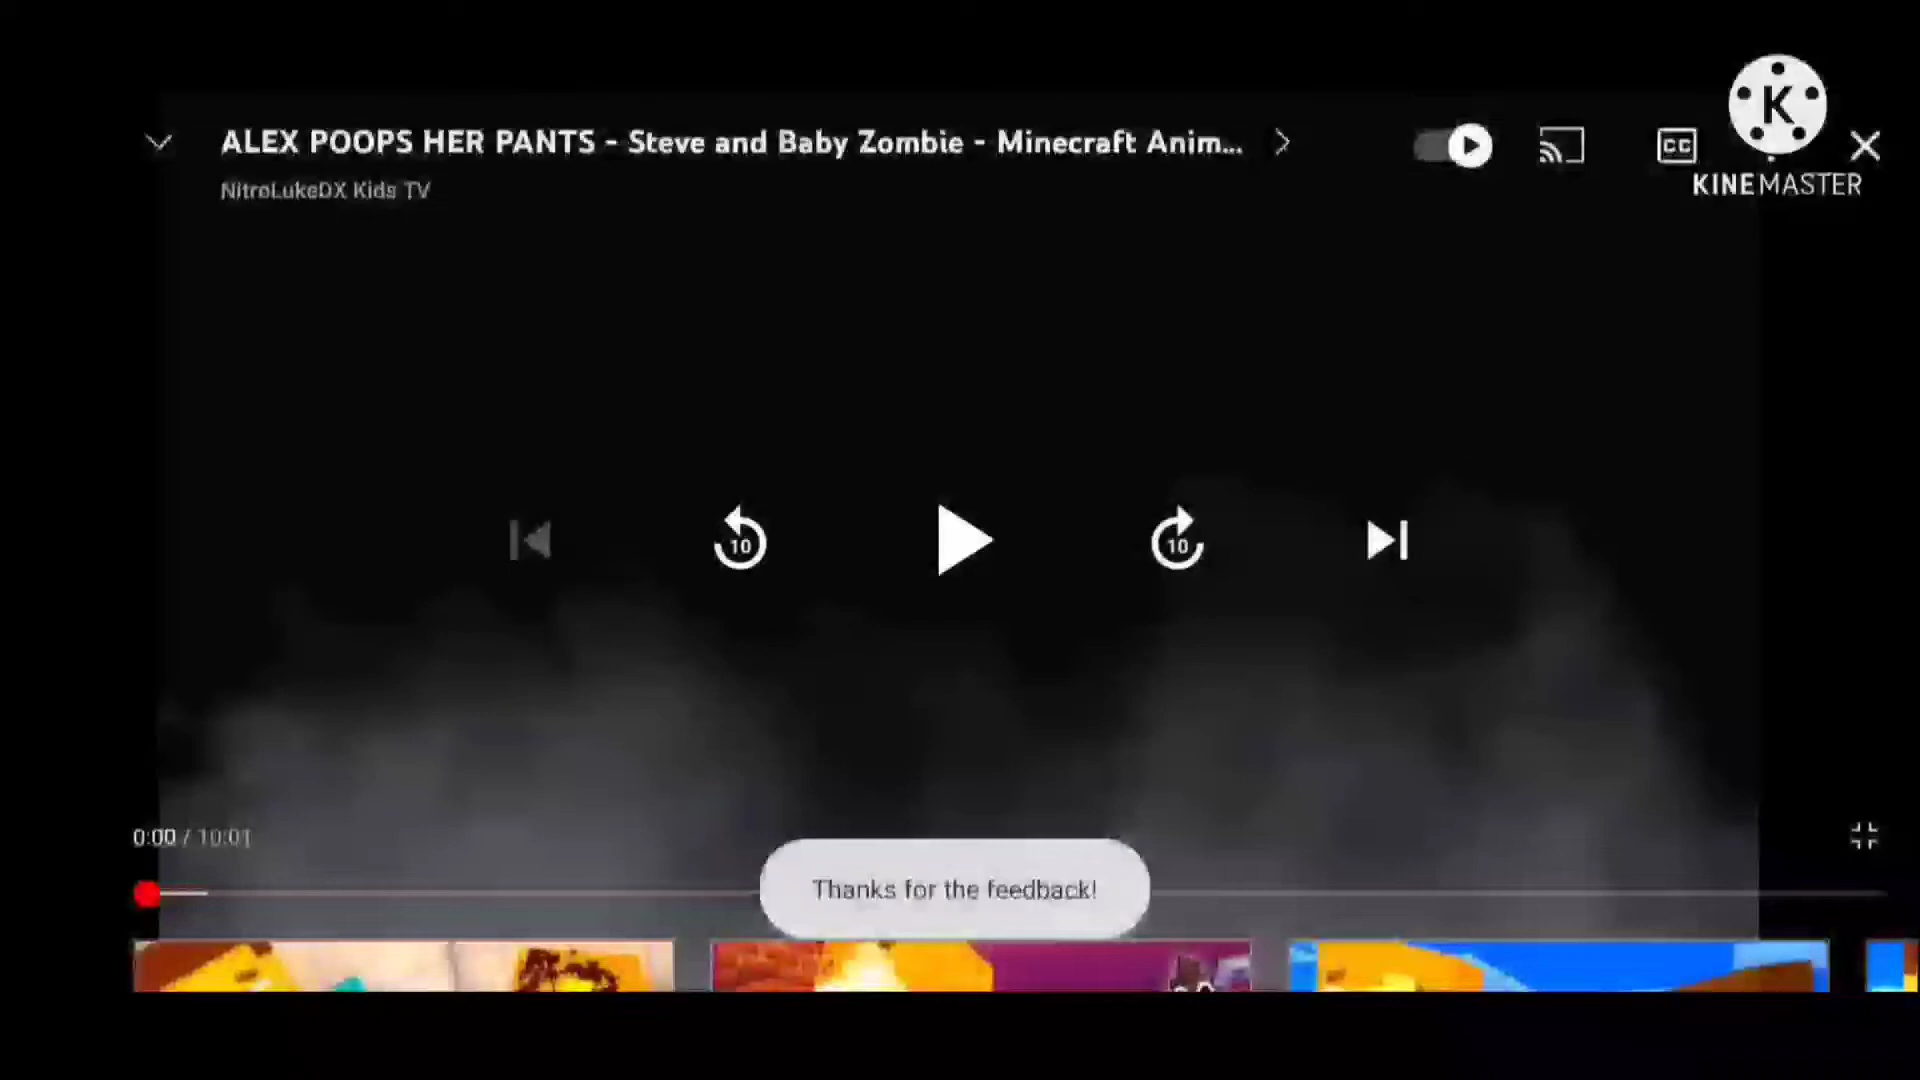 ALEX POOPS HER PANTS - Steve and Baby Zombie - Minecraft Anim...
NitroLukeDX Kids TV
CC
K
KINEMASTER
10
10
0:00 / 10:01
Thanks for the feedback!